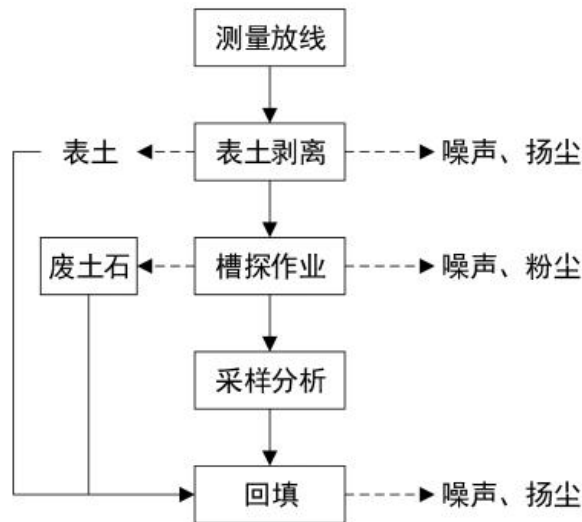 测量放线
表土
表土剥离
噪声、扬尘
废土石
槽探作业
噪声、粉尘
采样分析
回填
噪声、扬尘